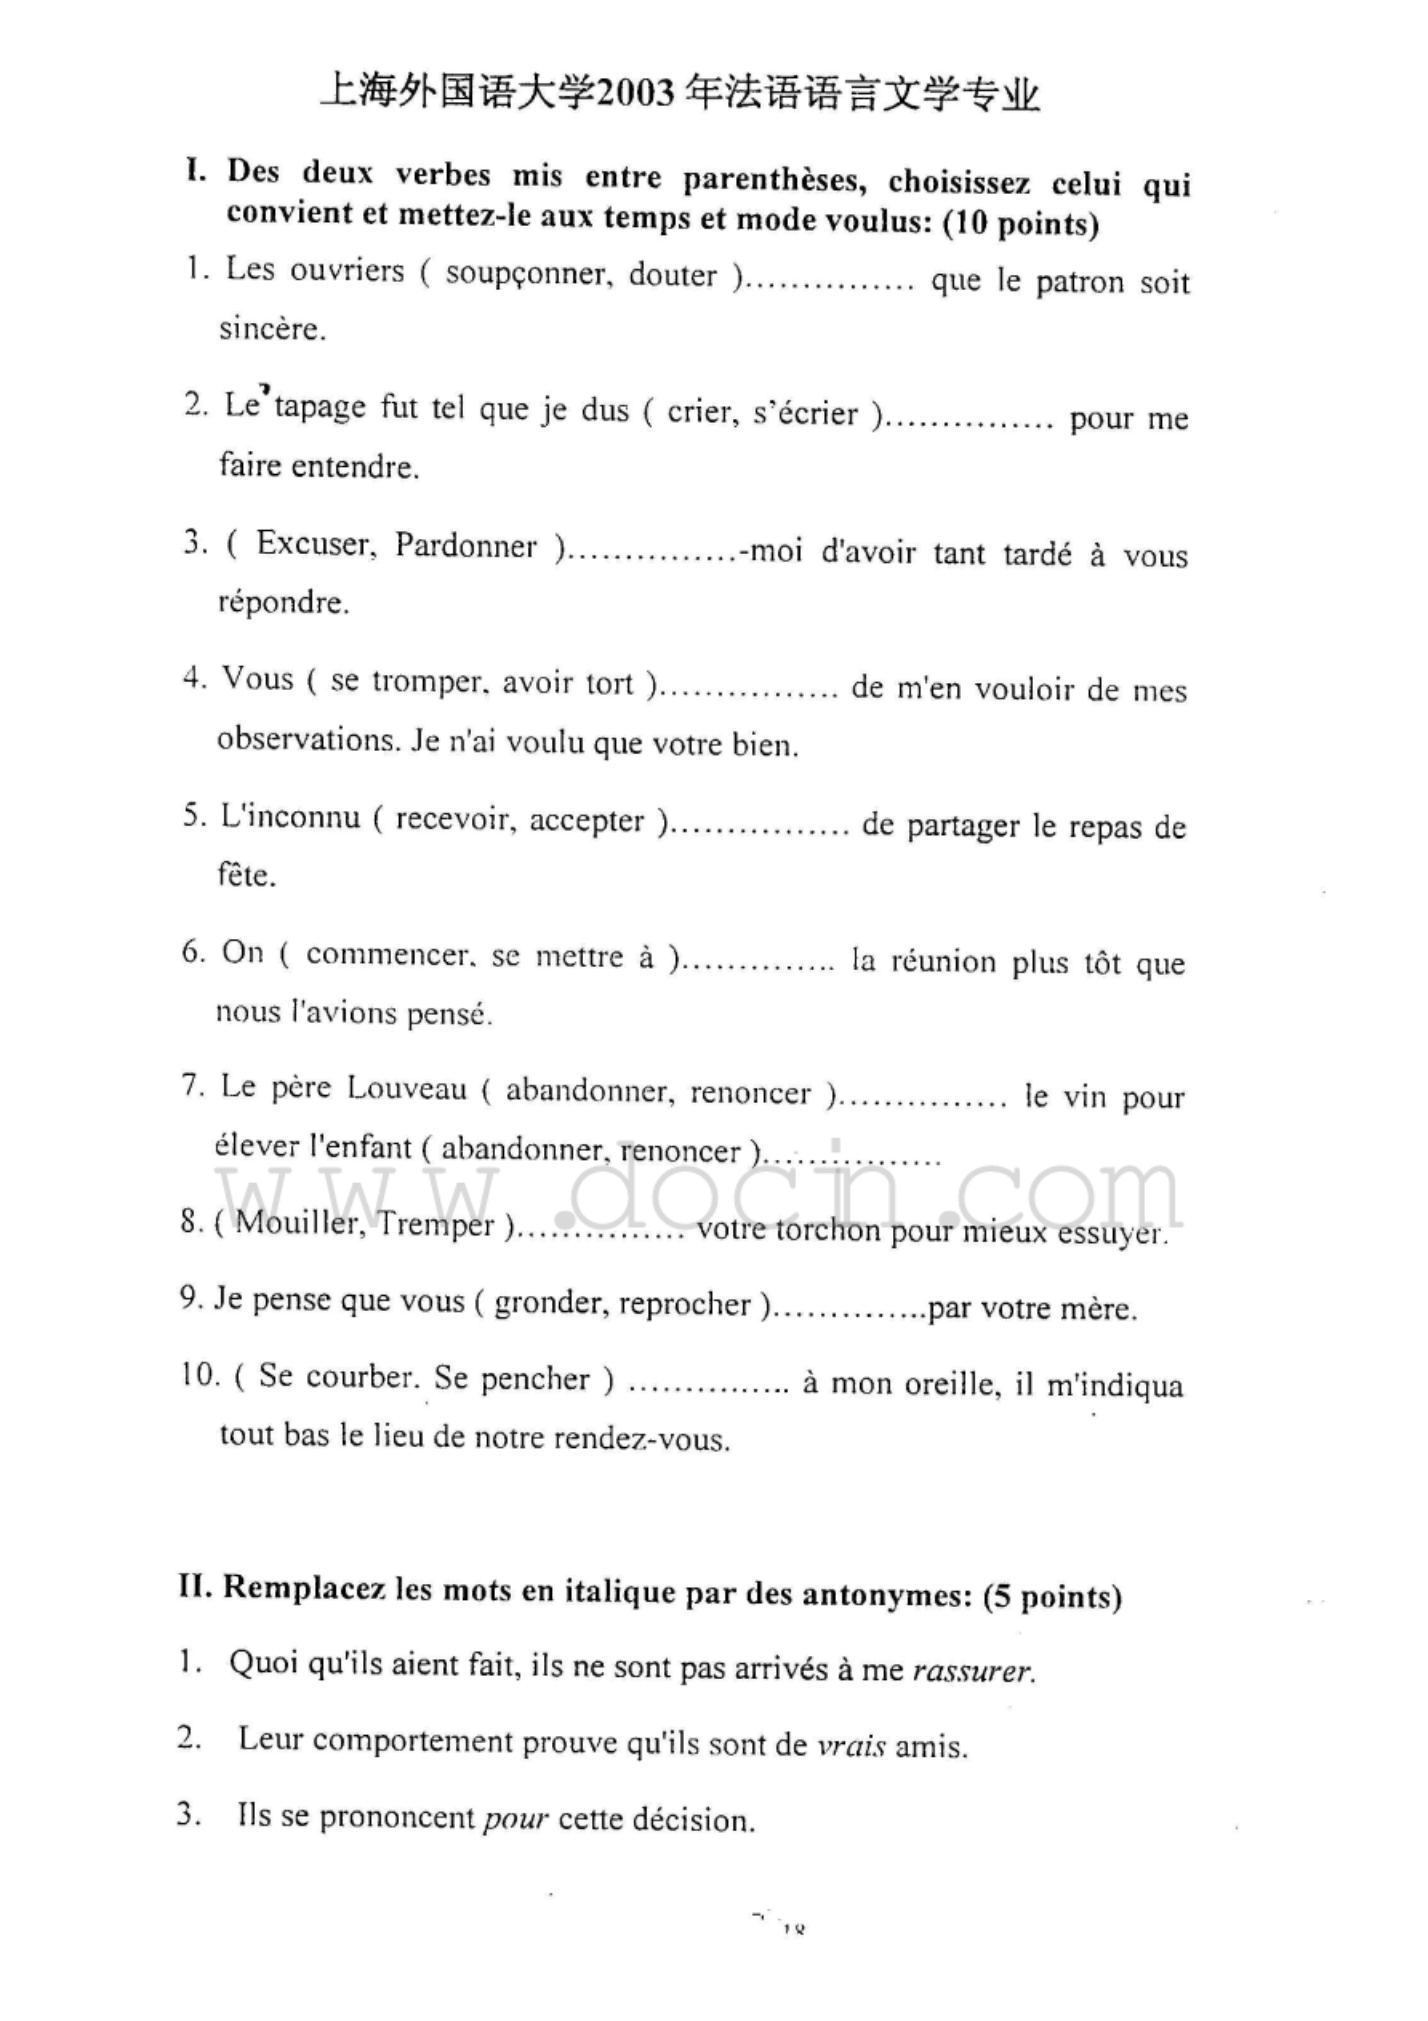 上海外国语大学2003 年法语语言文学专业
I. Des deux verbes mis entre parenthèses, choisissez celui qui
convient et mettez-le aux temps et mode voulus: (10 points)
1. Les ouvriers ( soupçonner, douter )............... que le patron soit
sincère.
2. Le tapage fut tel que je dus ( crier, s'écrier )............... pour me
faire entendre.
3. ( Excuser, Pardonner )...............-moi d'avoir tant tardé à vous
répondre.
4. Vous ( se tromper, avoir tort )................ de m'en vouloir de mes
observations. Je n'ai voulu que votre bien.
5. L'inconnu ( recevoir, accepter )................ de partager le repas de
fête.
6. On ( commencer, se mettre à ).............. la réunion plus tôt que
nous l'avions pensé.
7. Le père Louveau ( abandonner, renoncer )............... le vin pour
élever l'enfant ( abandonner, renoncer )................
www.docin.com
8. ( Mouiller, Tremper )............... votre torchon pour mieux essuyer.
9. Je pense que vous ( gronder, reprocher )..............par votre mère.
10. ( Se courber. Se pencher ) ............... à mon oreille, il m'indiqua
tout bas le lieu de notre rendez-vous.
II. Remplacez les mots en italique par des antonymes: (5 points)
1. Quoi qu'ils aient fait, ils ne sont pas arrivés à me rassurer.
2. Leur comportement prouve qu'ils sont de vrais amis.
3. Ils se prononcent pour cette décision.